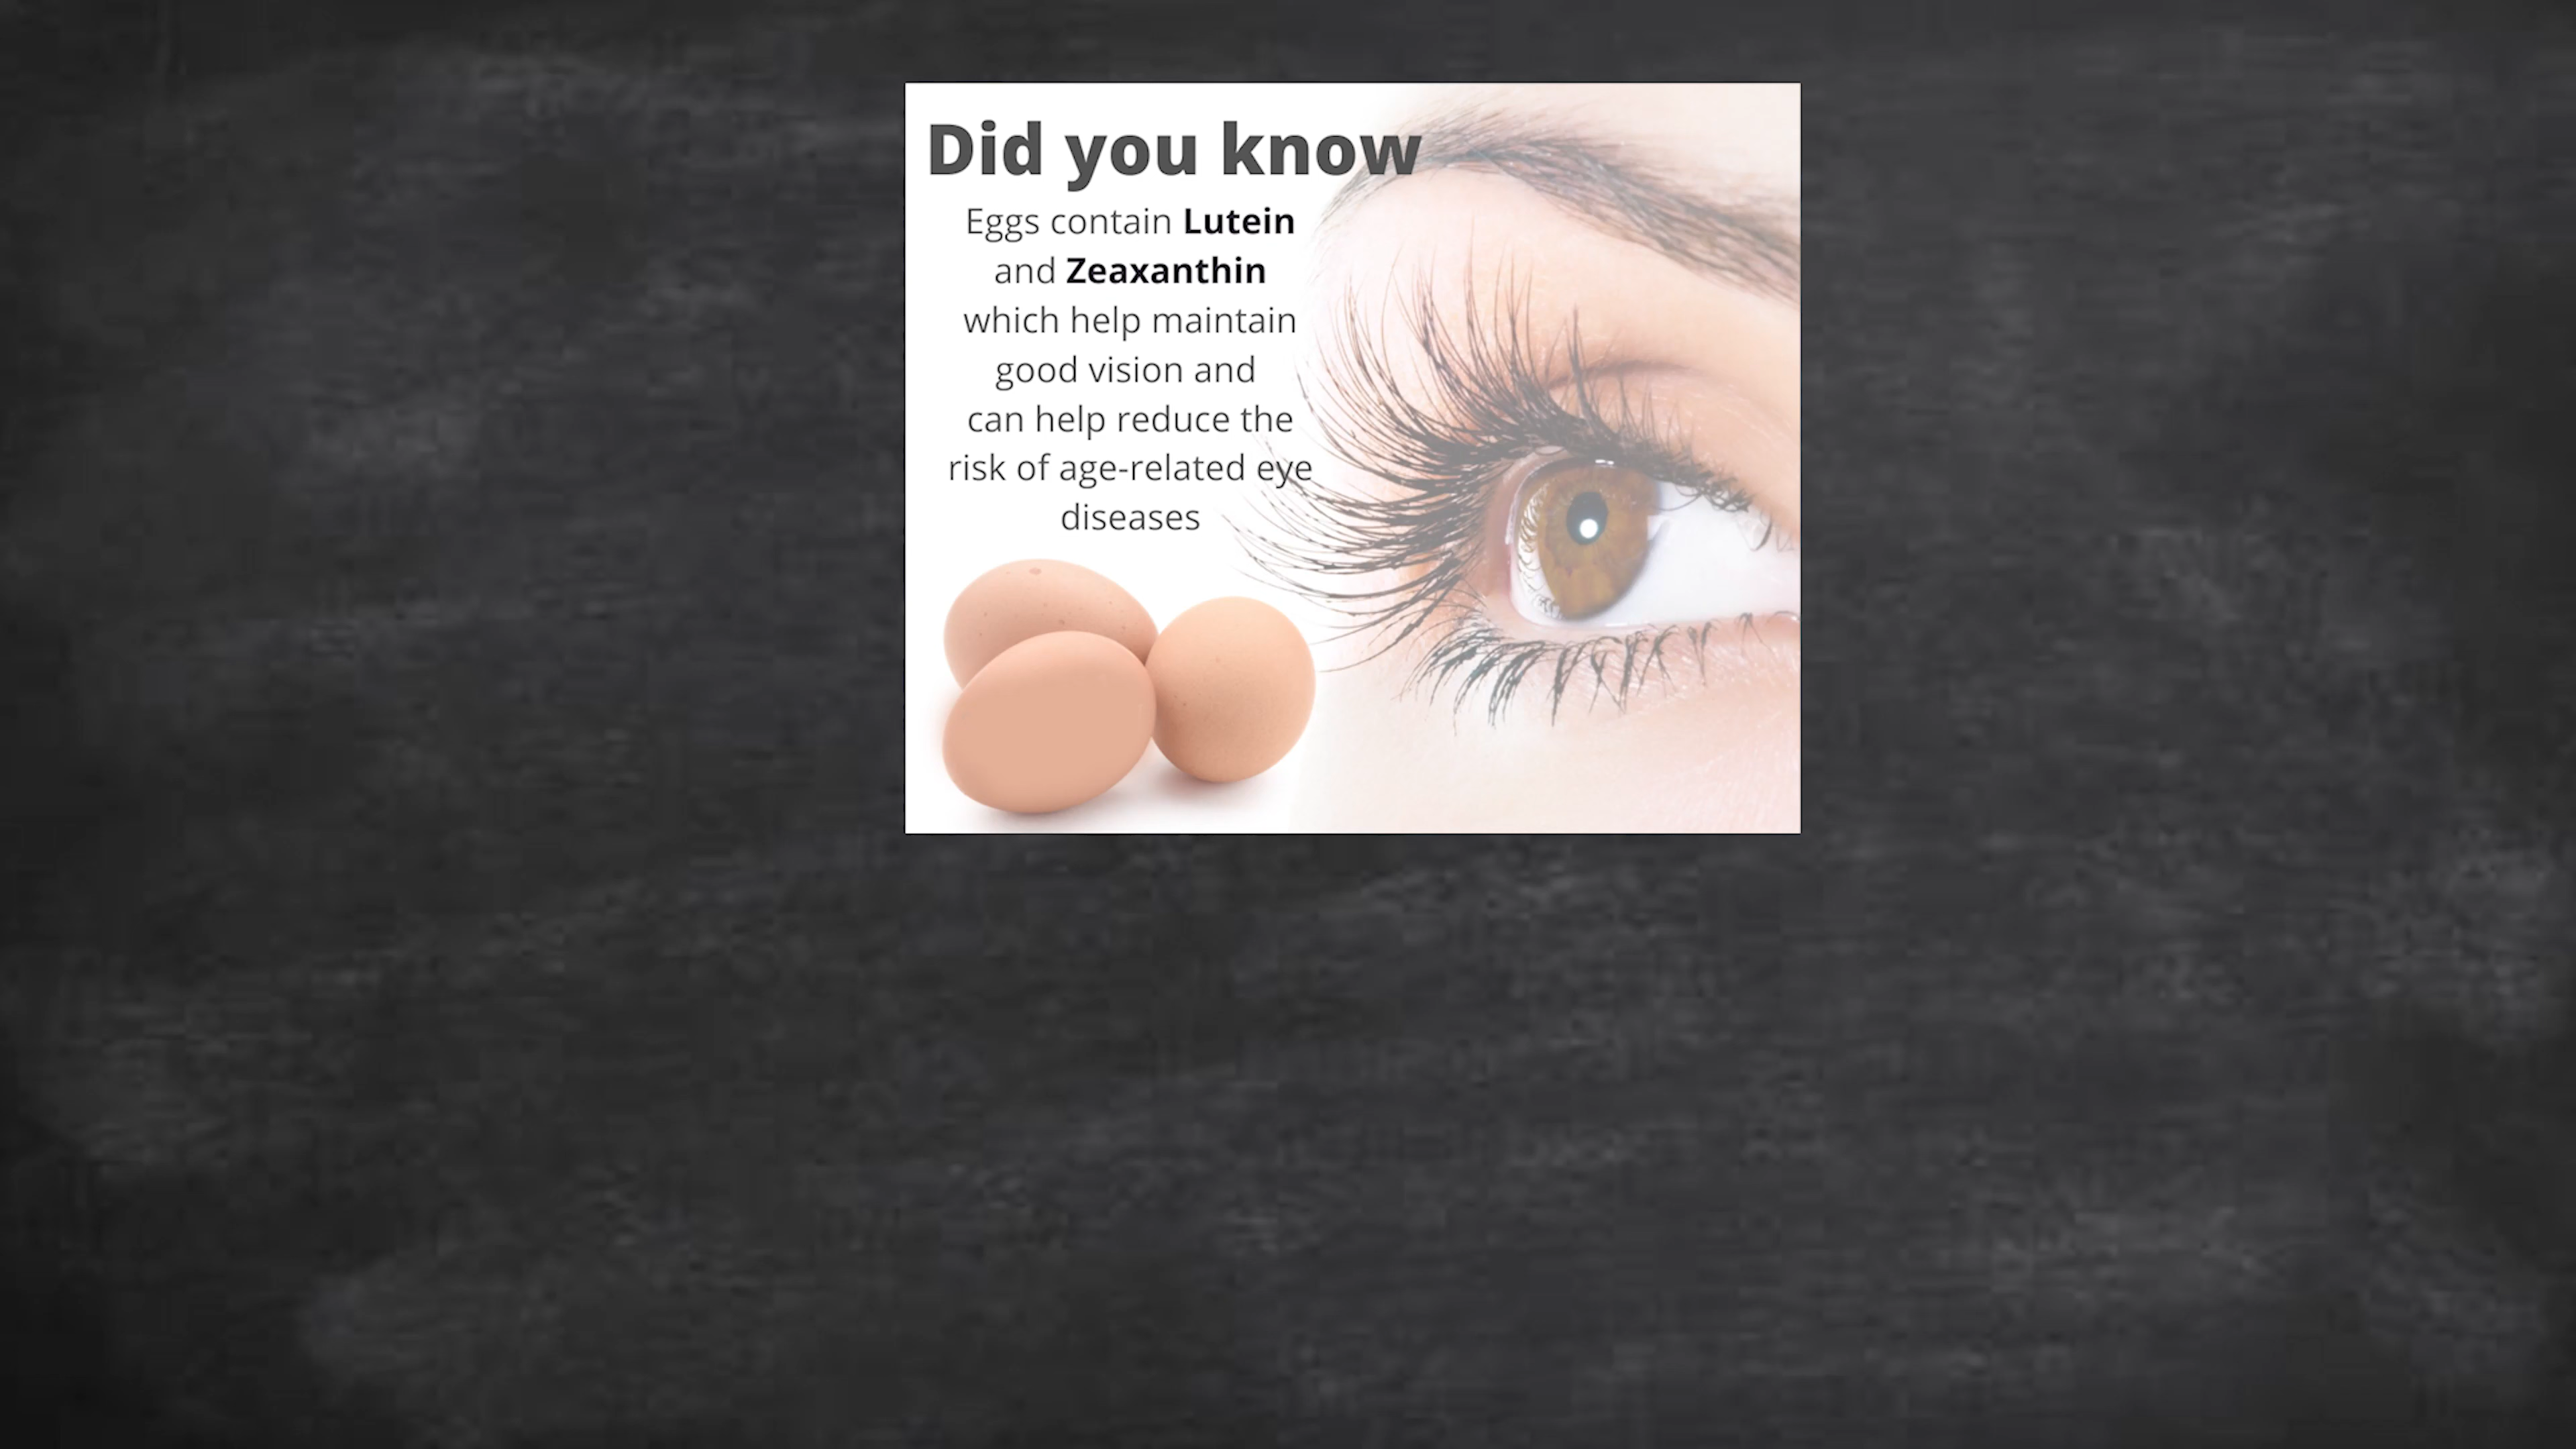 Did you know
Eggs contain Lutein
and Zeaxanthin
which help maintain
good vision and
can help reduce the
risk of age-related eye
diseases